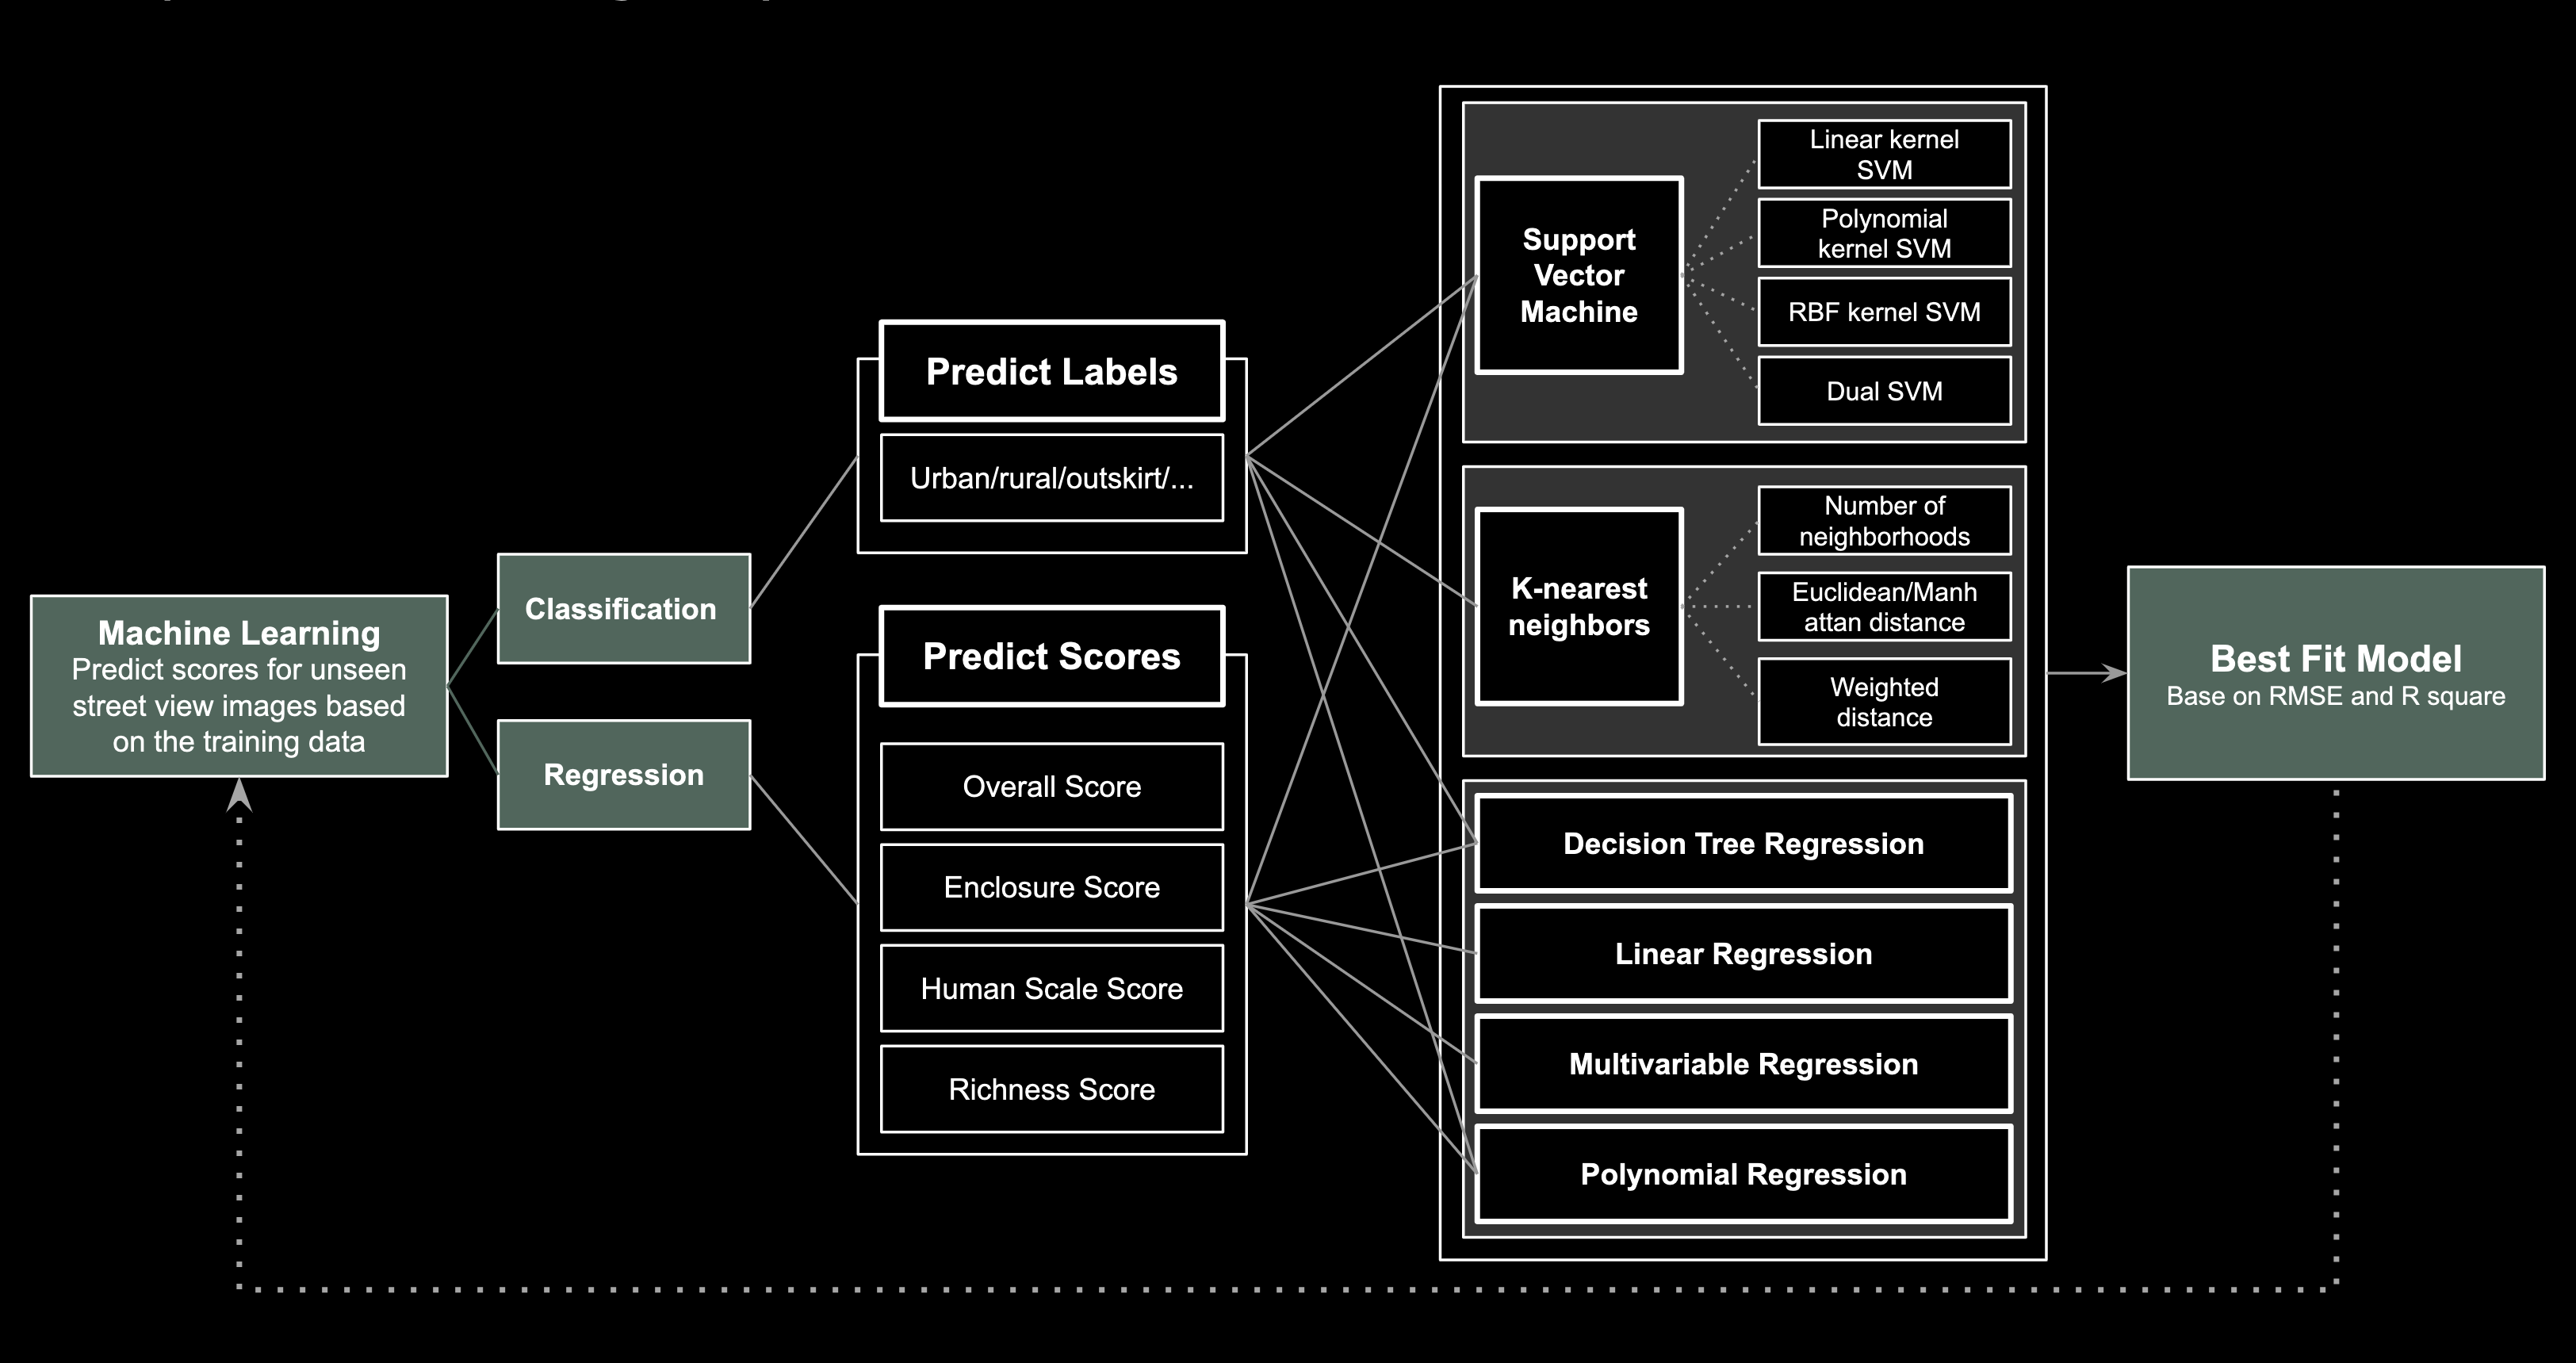 Machine Learning
Predict scores for unseen
street view images based
on the training data
Classification
Regression
Predict Labels
Urban/rural/outskirt/...
Predict Scores
Overall Score
Enclosure Score
Human Scale Score
Richness Score
Support
Vector
Machine
Linear kernel
SVM
Polynomial
kernel SVM
RBF kernel SVM
Dual SVM
K-nearest
neighbors
Number of
neighborhoods
Euclidean/Manh
attan distance
Weighted
distance
Decision Tree Regression
Linear Regression
Multivariable Regression
Polynomial Regression
Best Fit Model
Base on RMSE and R square